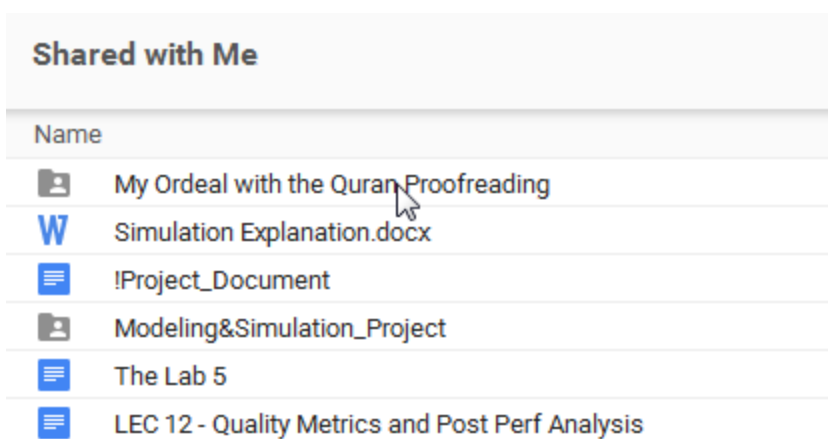 Shared with Me
Name
My Ordeal with the Quran Proofreading
Simulation Explanation.docx
!Project_Document
Modeling&Simulation_Project
The Lab 5
LEC 12 - Quality Metrics and Post Perf Analysis